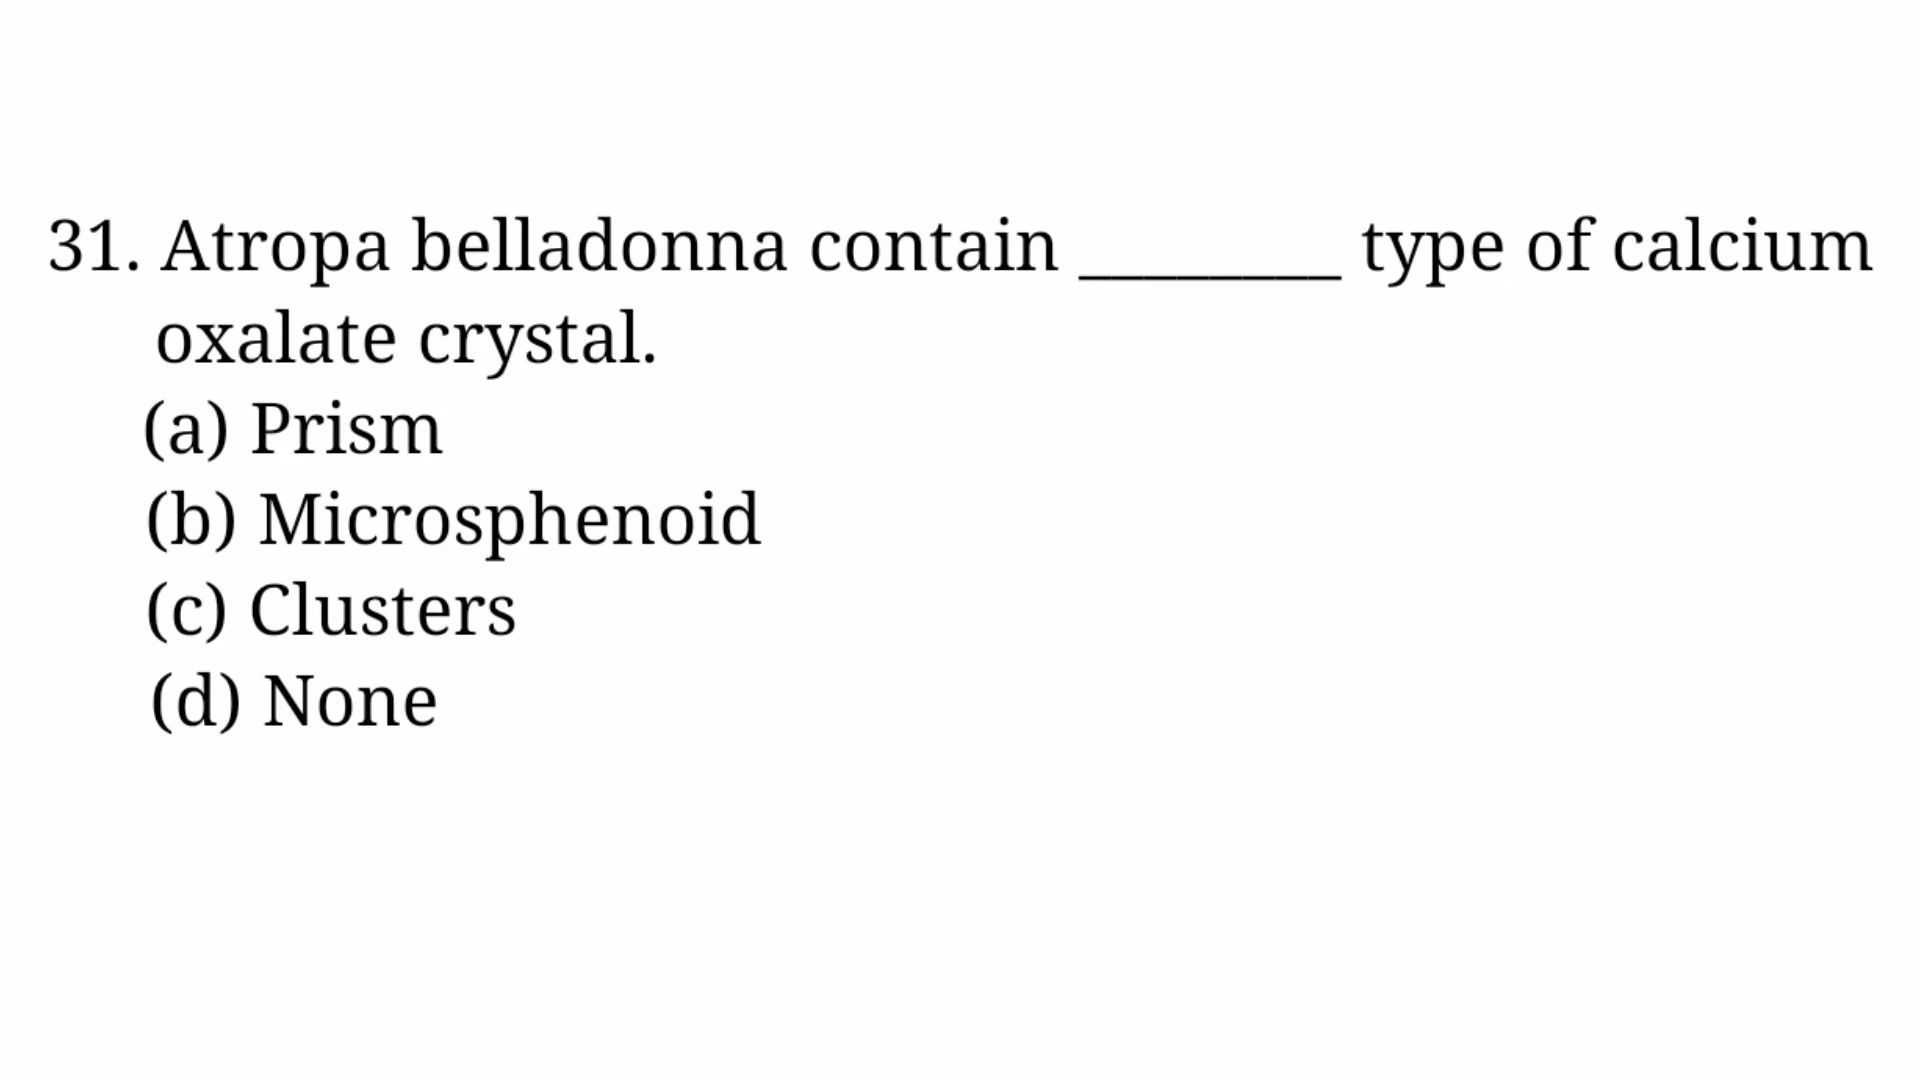 31. Atropa belladonna contain ________ type of calcium
oxalate crystal.
(a) Prism
(b) Microsphenoid
(c) Clusters
(d) None